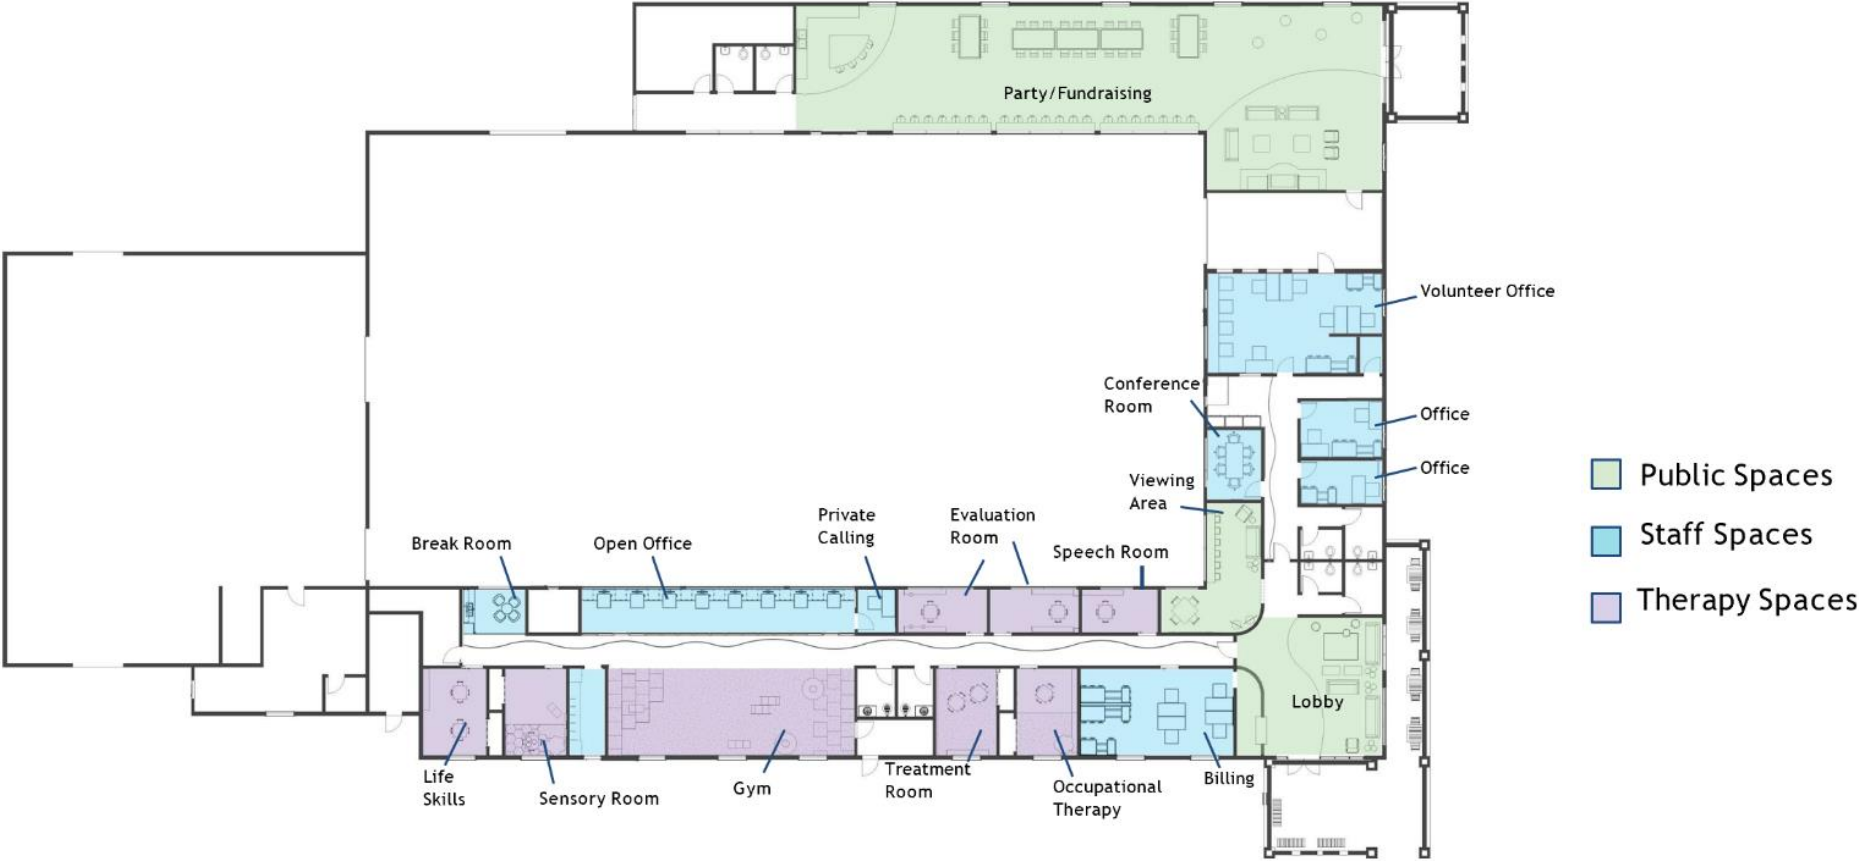 Party/Fundraising
Volunteer Office
Conference
Room
Office
Office
Viewing
Area
Public Spaces
Staff Spaces
Therapy Spaces
Break Room
Open Office
Private
Calling
Evaluation
Room
Speech Room
Lobby
Life
Skills
Sensory Room
Gym
Treatment
Room
Occupational
Therapy
Billing